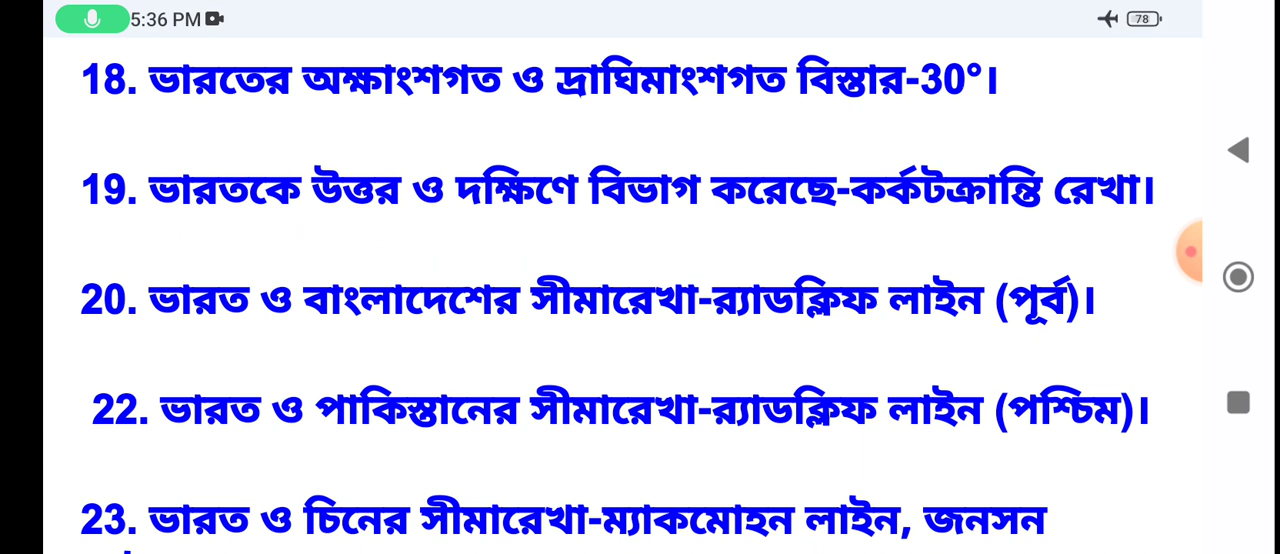 5:36 PM
78
18. ভারতের অক্ষাংশগত ও দ্রাঘিমাংশগত বিস্তার-30°।
19. ভারতকে উত্তর ও দক্ষিণে বিভাগ করেছে-কর্কটক্রান্তি রেখা।
20. ভারত ও বাংলাদেশের সীমারেখা-র‍্যাডক্লিফ লাইন (পূর্ব)।
22. ভারত ও পাকিস্তানের সীমারেখা-র‍্যাডক্লিফ লাইন (পশ্চিম)।
23. ভারত ও চিনের সীমারেখা-ম্যাকমোহন লাইন, জনসন